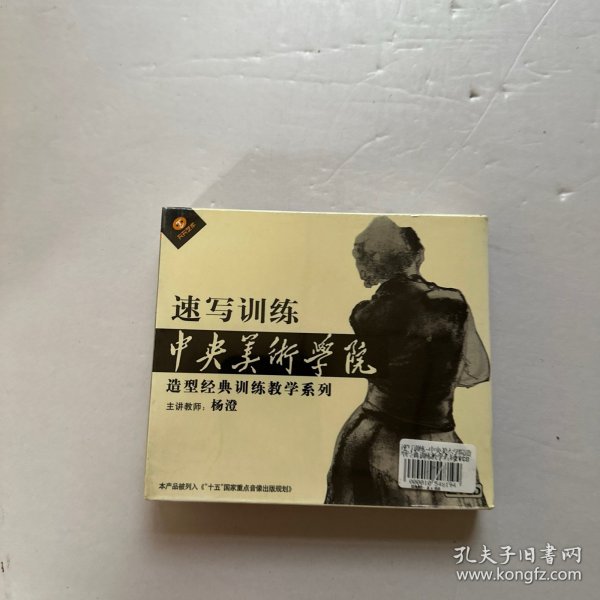 速写训练
中央美術學院
造型经典训练教学系列
主讲教师：杨澄
本产品被列入《“十五”国家重点音像出版规划》
孔夫子旧书网
www.kongfz.com